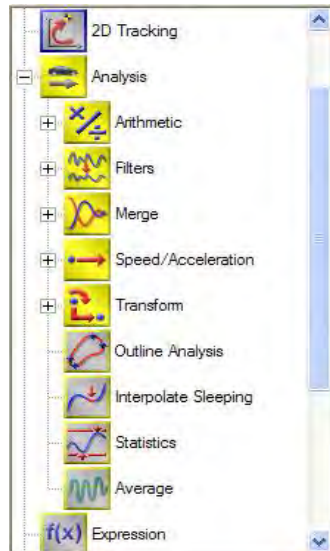 2D Tracking
Analysis
Arithmetic
Filters
Merge
Speed/Acceleration
Transform
Outline Analysis
Interpolate Sleeping
Statistics
Average
f(x) Expression